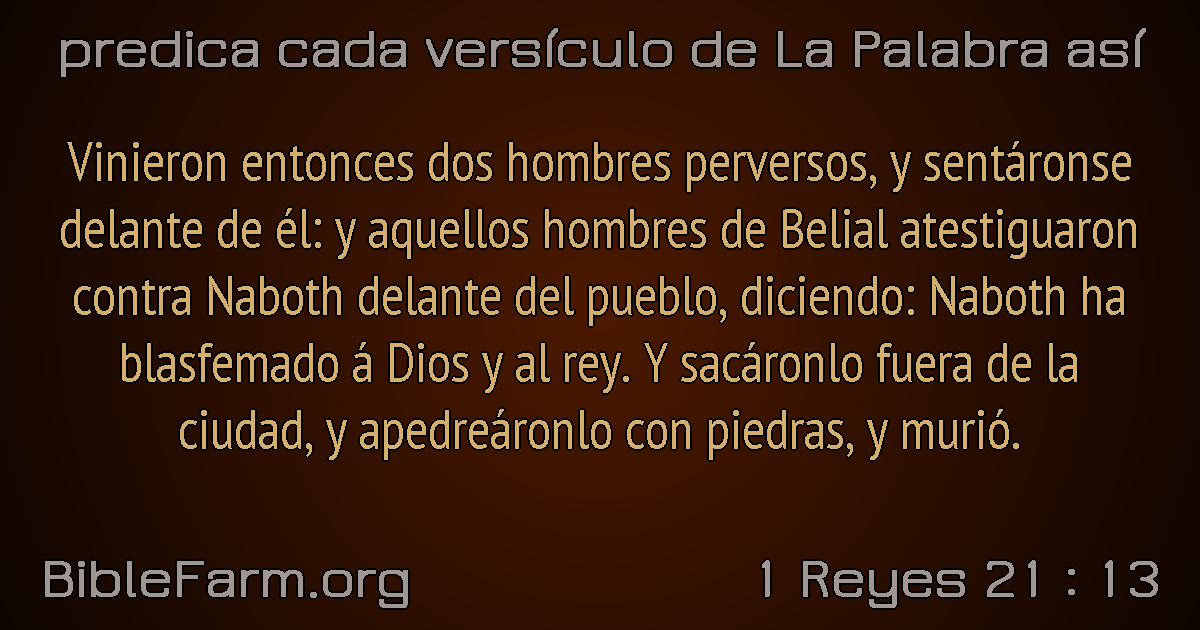 predica cada versículo de La Palabra así
Vinieron entonces dos hombres perversos, y sentáronse
delante de él: y aquellos hombres de Belial atestiguaron
contra Naboth delante del pueblo, diciendo: Naboth ha
blasfemado á Dios y al rey. Y sacáronlo fuera de la
ciudad, y apedreáronlo con piedras, y murió.
BibleFarm.org
1 Reyes 21 : 13